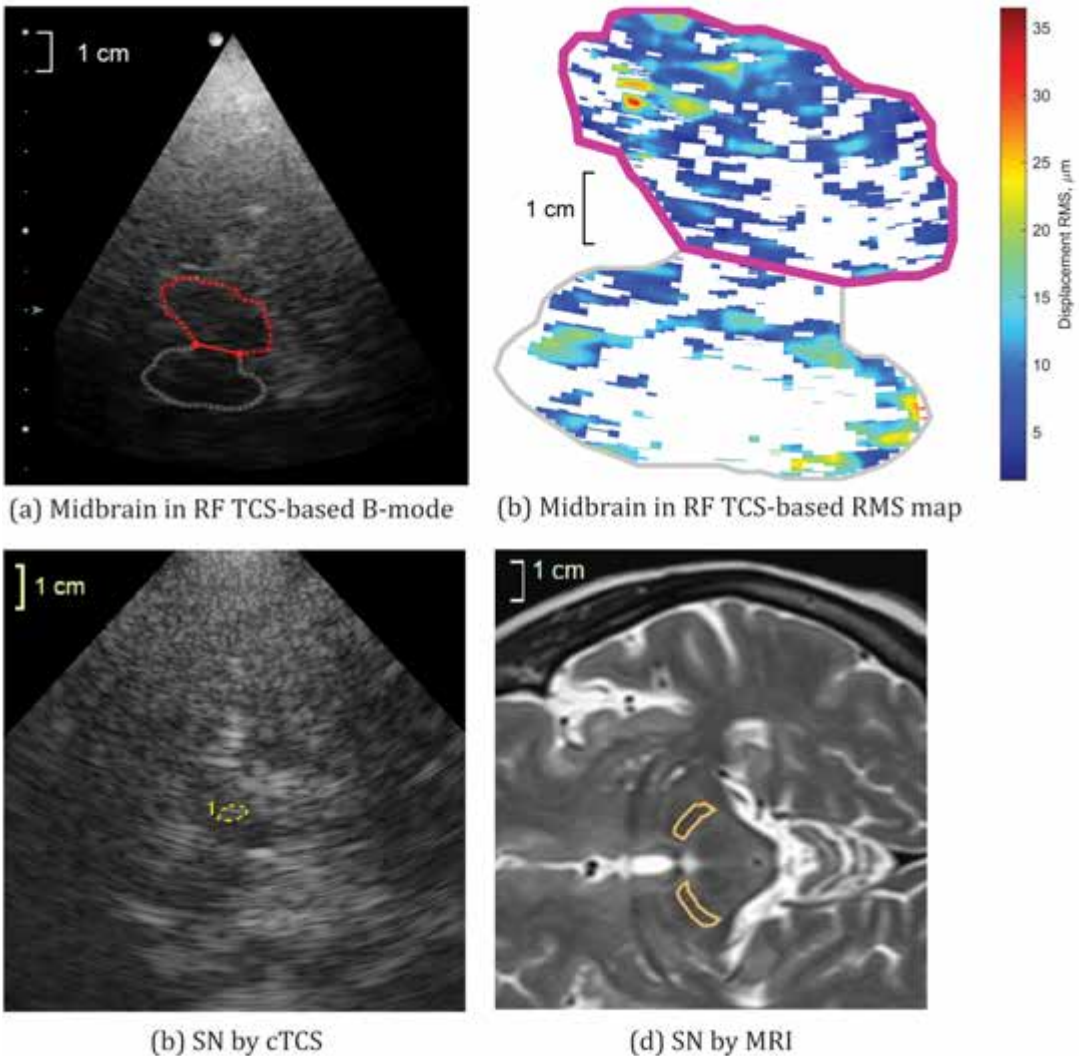 1 cm
1 cm
35
30
25
20
15
10
5
Displacement RMS, μm
(a) Midbrain in RF TCS-based B-mode
(b) Midbrain in RF TCS-based RMS map
1 cm
1
1 cm
(b) SN by cTCS
(d) SN by MRI